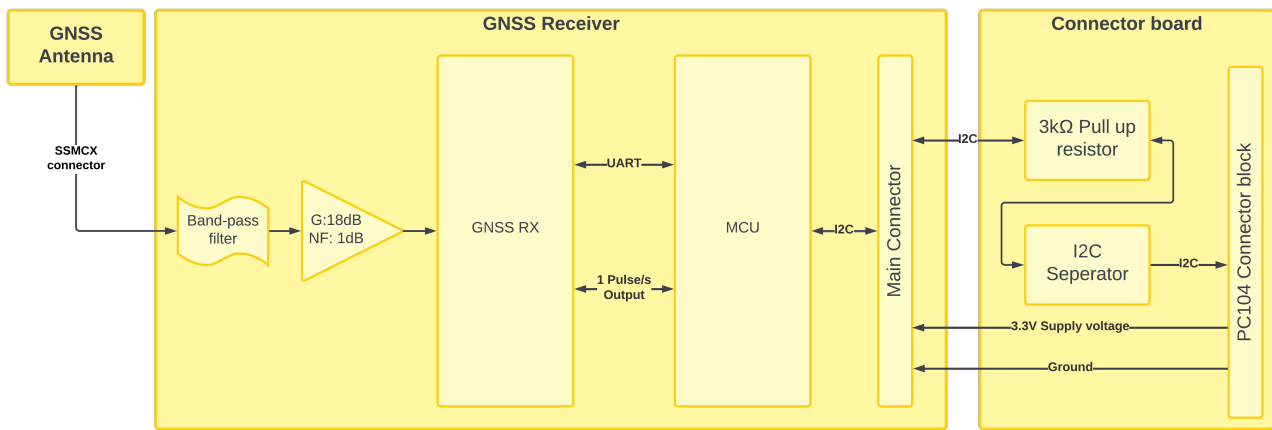 GNSS
Antenna
GNSS Receiver
Connector board
SSMCX
connector
Band-pass
filter
G:18dB
NF: 1dB
GNSS RX
UART
1 Pulse/s
Output
MCU
I2C
Main Connector
I2C
3kΩ Pull up
resistor
I2C
Seperator
I2C
3.3V Supply voltage
Ground
PC104 Connector block